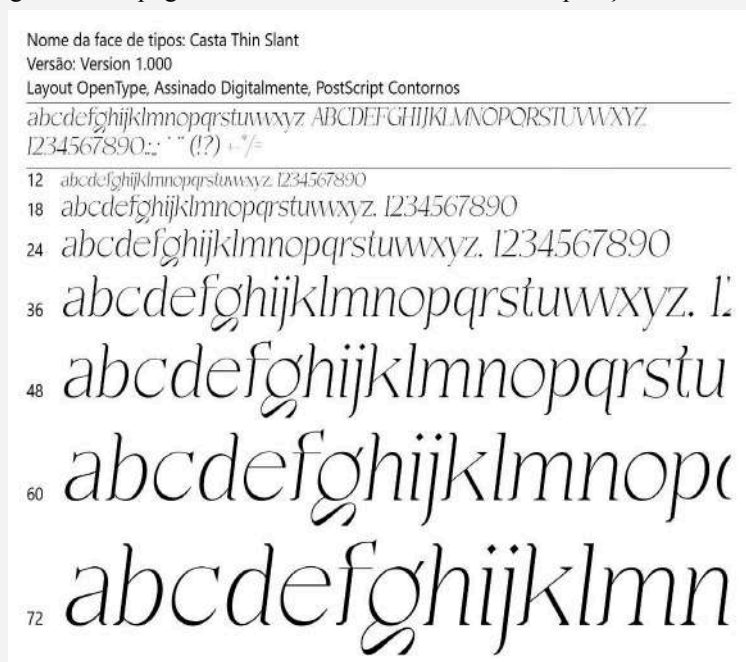 Nome da face de tipos: Casta Thin Slant
Versão: Version 1.000
Layout OpenType, Assinado Digitalmente, PostScript Contornos
abcdefghijklmnopqrstuvwxyz ABCDEFGHIJKLMNOPQRSTUVWXYZ
1234567890.:,; ' " (!?) +-*/=
12 abcdefghijklmnopqrstuvwxyz. 1234567890
18 abcdefghijklmnopqrstuvwxyz. 1234567890
24 abcdefghijklmnopqrstuvwxyz. 1234567890
36 abcdefghijklmnopqrstuvwxyz. 12
48 abcdefghijklmnopqrstu
60 abcdefghijklmnop
72 abcdefghijklmn